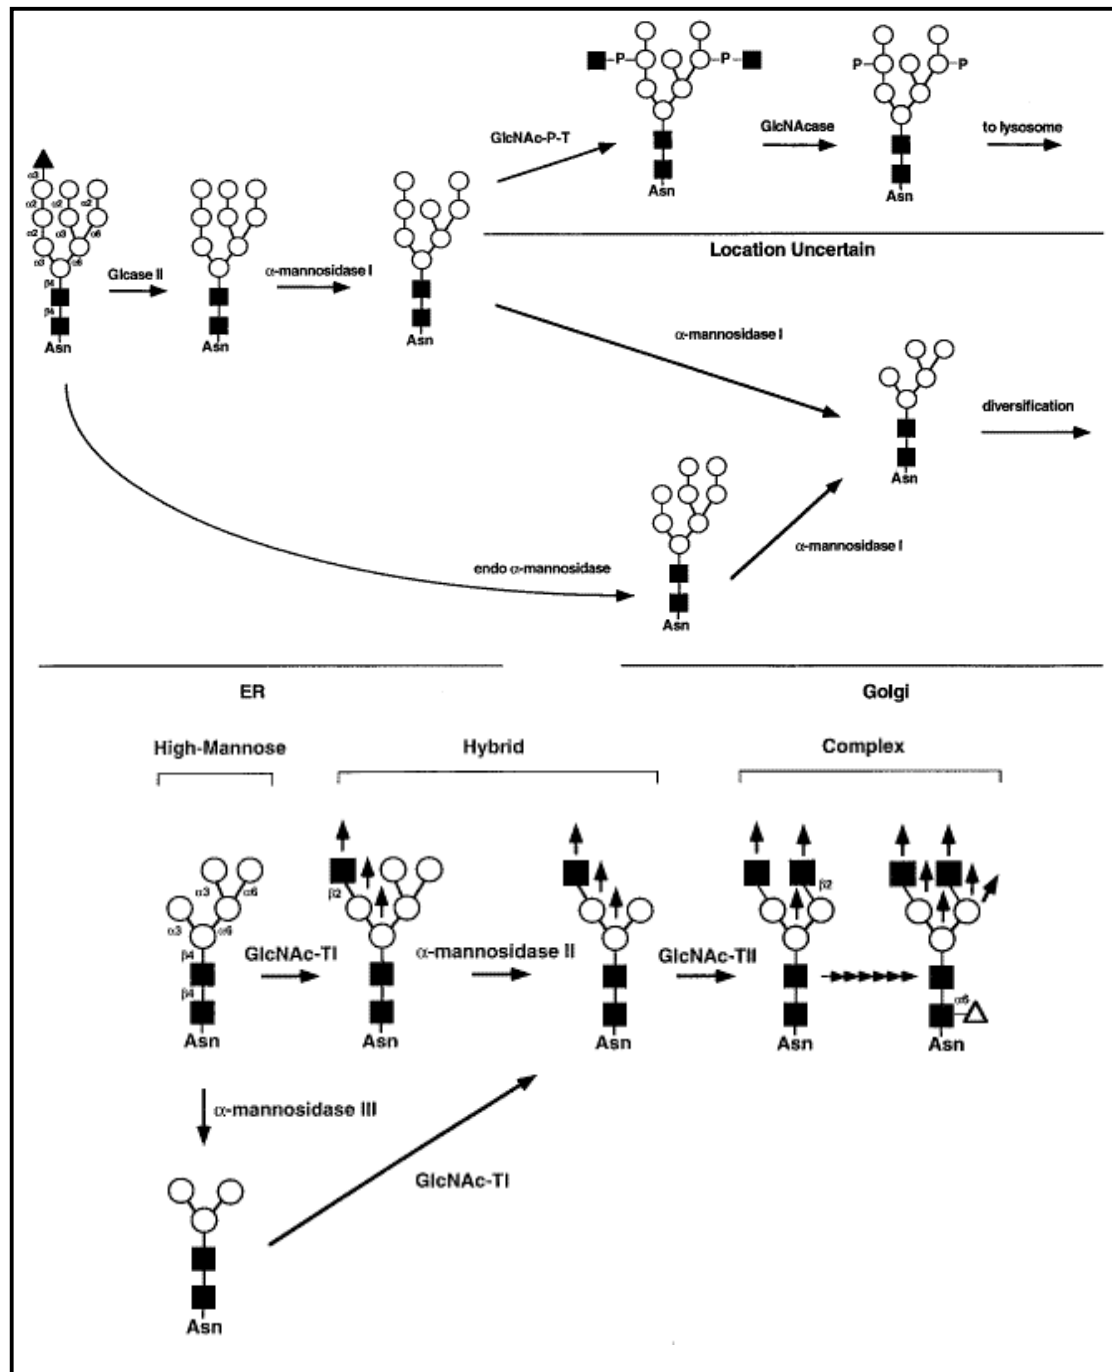 P P
P P
GlcNAc-P-T
GlcNAcase
to lysosome
Asn
Asn
α3
α2 α2 α2
α2 α3 α6
α3 α6
β4
β4
Asn
Glcase II
Asn
α-mannosidase I
Asn
Location Uncertain
α-mannosidase I
diversification
Asn
α-mannosidase I
endo α-mannosidase
Asn
ER
Golgi
High-Mannose
Hybrid
Complex
α3 α6
α3 α6
β4
β4
Asn
GlcNAc-TI
β2
Asn
α-mannosidase II
Asn
GlcNAc-TII
β2
Asn
α6
Asn
α-mannosidase III
GlcNAc-TI
Asn